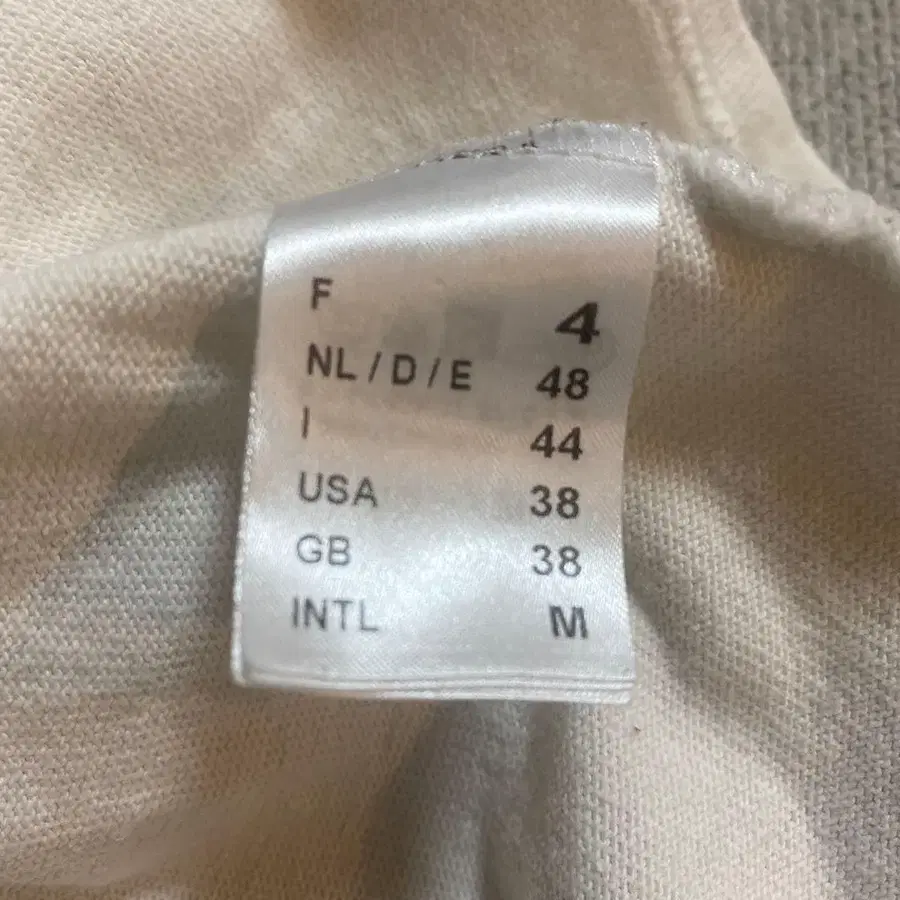 F 4
NL / D / E 48
I 44
USA 38
GB 38
INTL M